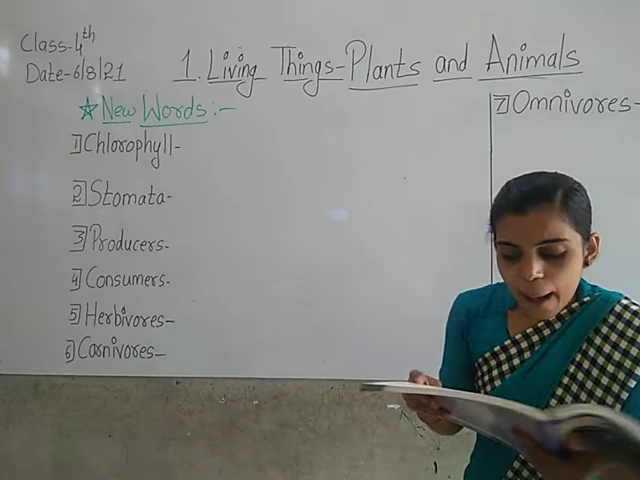 Class-4th
Date-6/8/21
1. Living Things-Plants and Animals
☆ New Words:-
1] Chlorophyll-
2] Stomata-
3] Producers-
4] Consumers-
5] Herbivores-
6] Carnivores-
7] Omnivores-